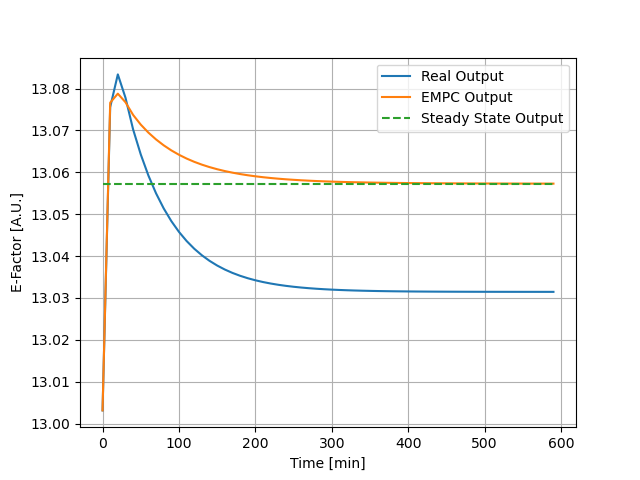 Real Output
EMPC Output
Steady State Output
13.08
13.07
13.06
13.05
13.04
13.03
13.02
13.01
13.00
E-Factor [A.U.]
0 100 200 300 400 500 600
Time [min]